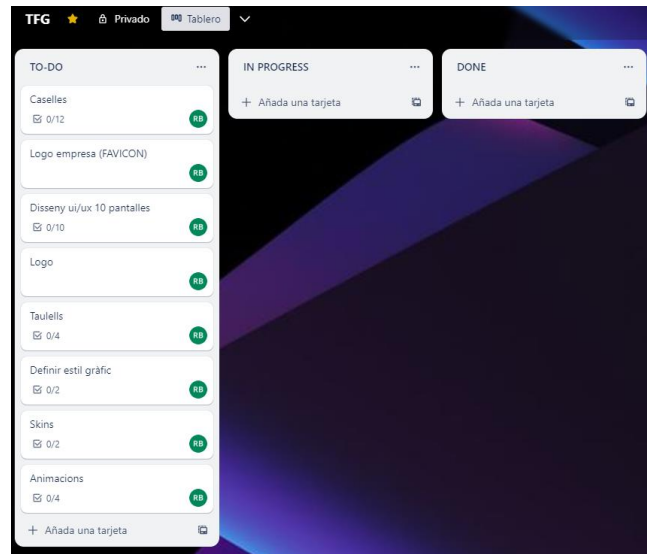 TFG Privado Tablero
TO-DO
Caselles
0/12
RB
Logo empresa (FAVICON)
RB
Disseny ui/ux 10 pantalles
0/10
RB
Logo
RB
Taulells
0/4
RB
Definir estil gràfic
0/2
RB
Skins
0/2
RB
Animacions
0/4
RB
+ Añada una tarjeta
IN PROGRESS
+ Añada una tarjeta
DONE
+ Añada una tarjeta